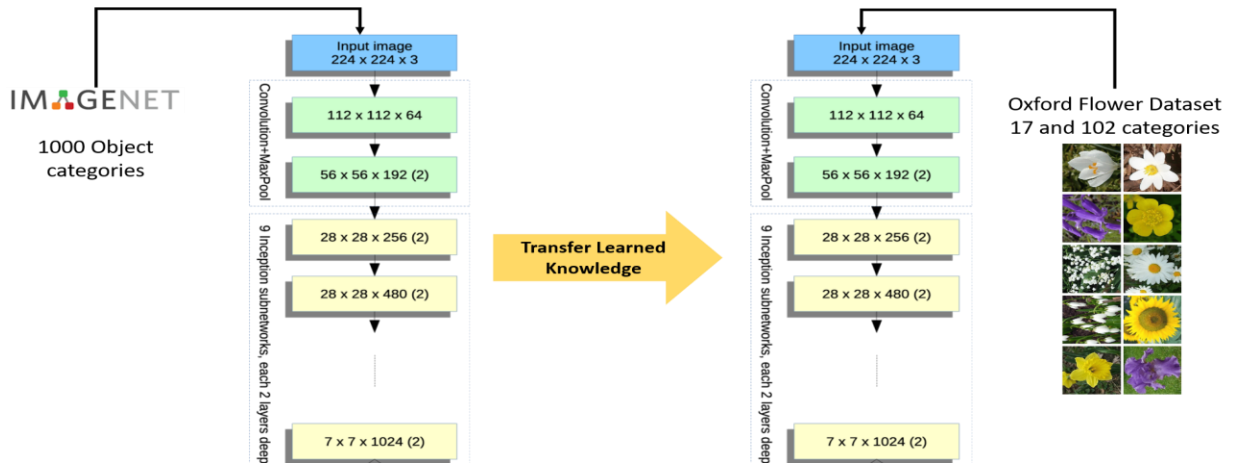 IMAGENET
1000 Object
categories
Input image
224 x 224 x 3
Convolution+MaxPool
112 x 112 x 64
56 x 56 x 192 (2)
9 Inception subnetworks, each 2 layers deep
28 x 28 x 256 (2)
28 x 28 x 480 (2)
7 x 7 x 1024 (2)
Transfer Learned
Knowledge
Input image
224 x 224 x 3
Convolution+MaxPool
112 x 112 x 64
56 x 56 x 192 (2)
9 Inception subnetworks, each 2 layers deep
28 x 28 x 256 (2)
28 x 28 x 480 (2)
7 x 7 x 1024 (2)
Oxford Flower Dataset
17 and 102 categories